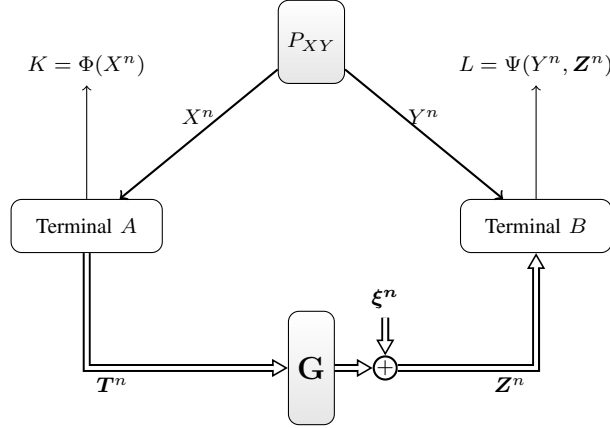 P_{XY}
K = Φ(X^n)
L = Ψ(Y^n, Z^n)
X^n
Y^n
Terminal A
Terminal B
ξ^n
G
+
T^n
Z^n